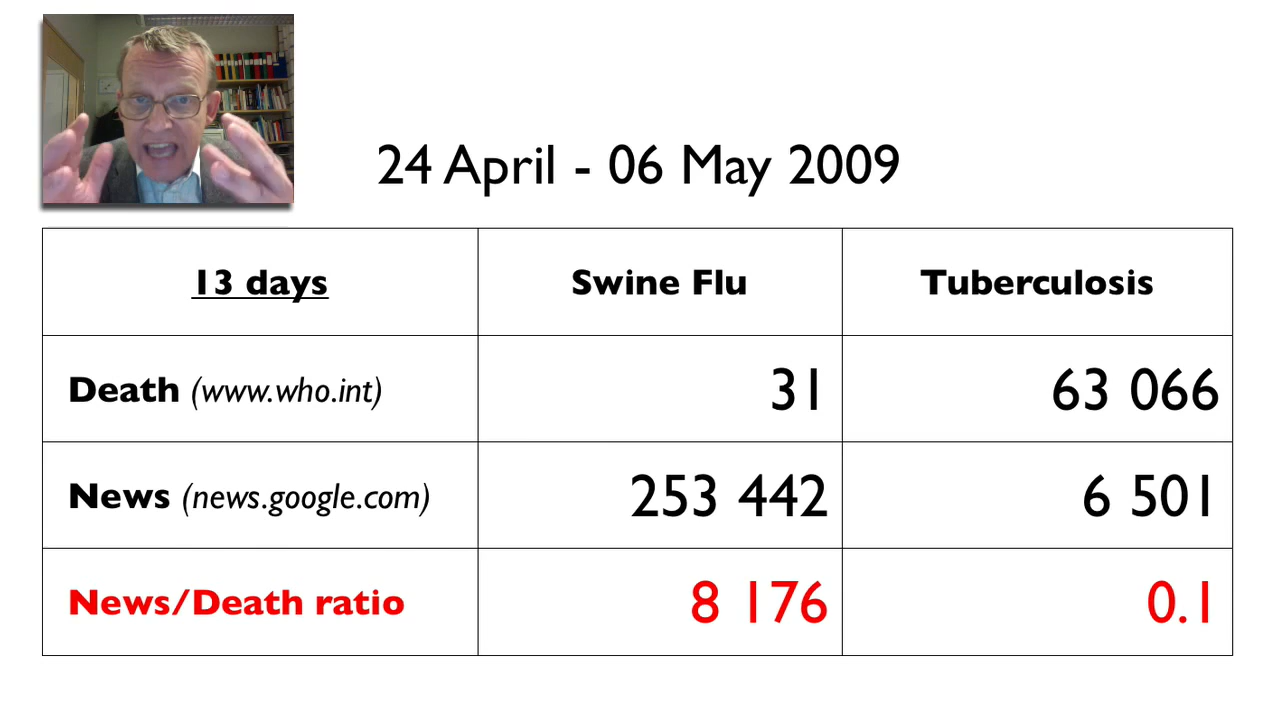 24 April - 06 May 2009
13 days Swine Flu Tuberculosis
Death (www.who.int) 31 63 066
News (news.google.com) 253 442 6 501
News/Death ratio 8 176 0.1